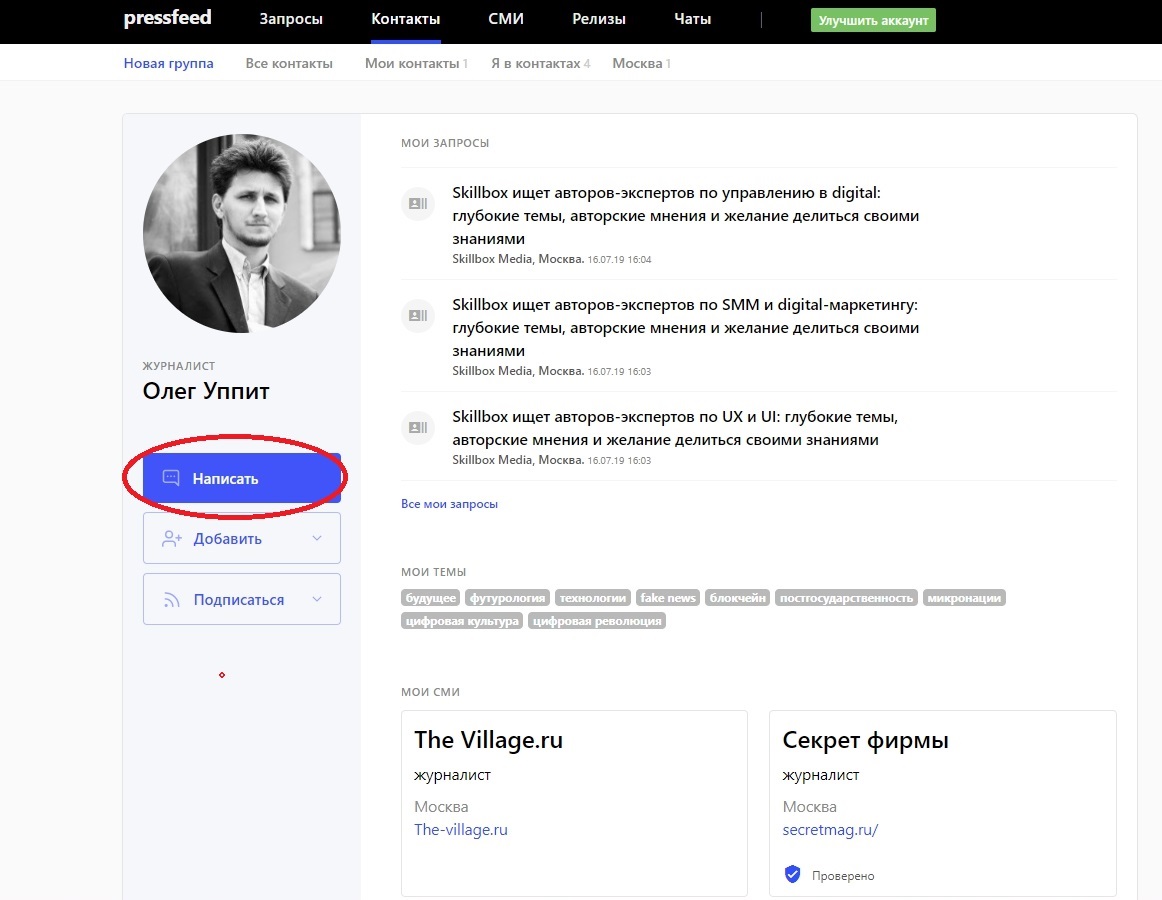 pressfeed Запросы Контакты СМИ Релизы Чаты Улучшить аккаунт
Новая группа Все контакты Мои контакты 1 Я в контактах 4 Москва 1
ЖУРНАЛИСТ
Олег Уппит
Написать
Добавить
Подписаться
МОИ ЗАПРОСЫ
Skillbox ищет авторов-экспертов по управлению в digital:
глубокие темы, авторские мнения и желание делиться своими
знаниями
Skillbox Media, Москва. 16.07.19 16:04
Skillbox ищет авторов-экспертов по SMM и digital-маркетингу:
глубокие темы, авторские мнения и желание делиться своими
знаниями
Skillbox Media, Москва. 16.07.19 16:03
Skillbox ищет авторов-экспертов по UX и UI: глубокие темы,
авторские мнения и желание делиться своими знаниями
Skillbox Media, Москва. 16.07.19 16:03
Все мои запросы
МОИ ТЕМЫ
будущее футурология технологии fake news блокчейн постгосударственность микронации
цифровая культура цифровая революция
МОИ СМИ
The Village.ru
журналист
Москва
The-village.ru
Секрет фирмы
журналист
Москва
secretmag.ru/
Проверено